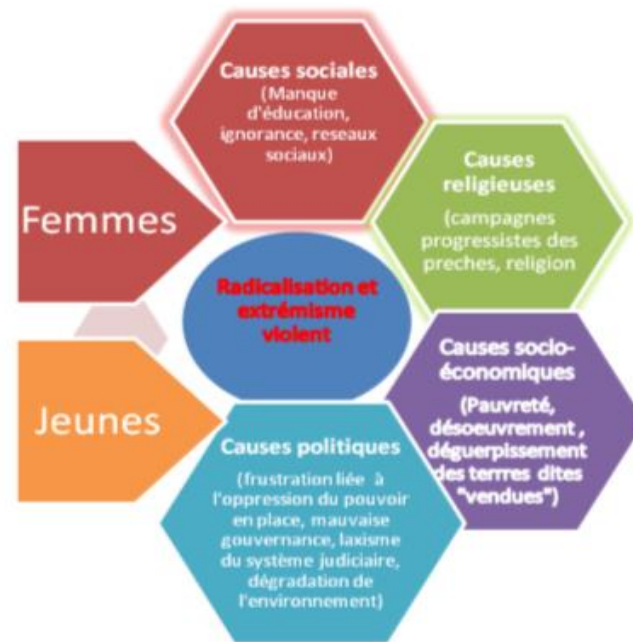 Causes sociales
(Manque
d'éducation,
ignorance, reseaux
sociaux)
Causes
religieuses
(campagnes
progressistes des
preches, religion
Femmes
Radicalisation et
extrémisme
violent
Causes socio-
économiques
(Pauvreté,
désoeuvrement ,
déguerpissement
des terrres dites
"vendues")
Jeunes
Causes politiques
(frustration liée à
l'oppression du pouvoir
en place, mauvaise
gouvernance, laxisme
du système judiciaire,
dégradation de
l'environnement)